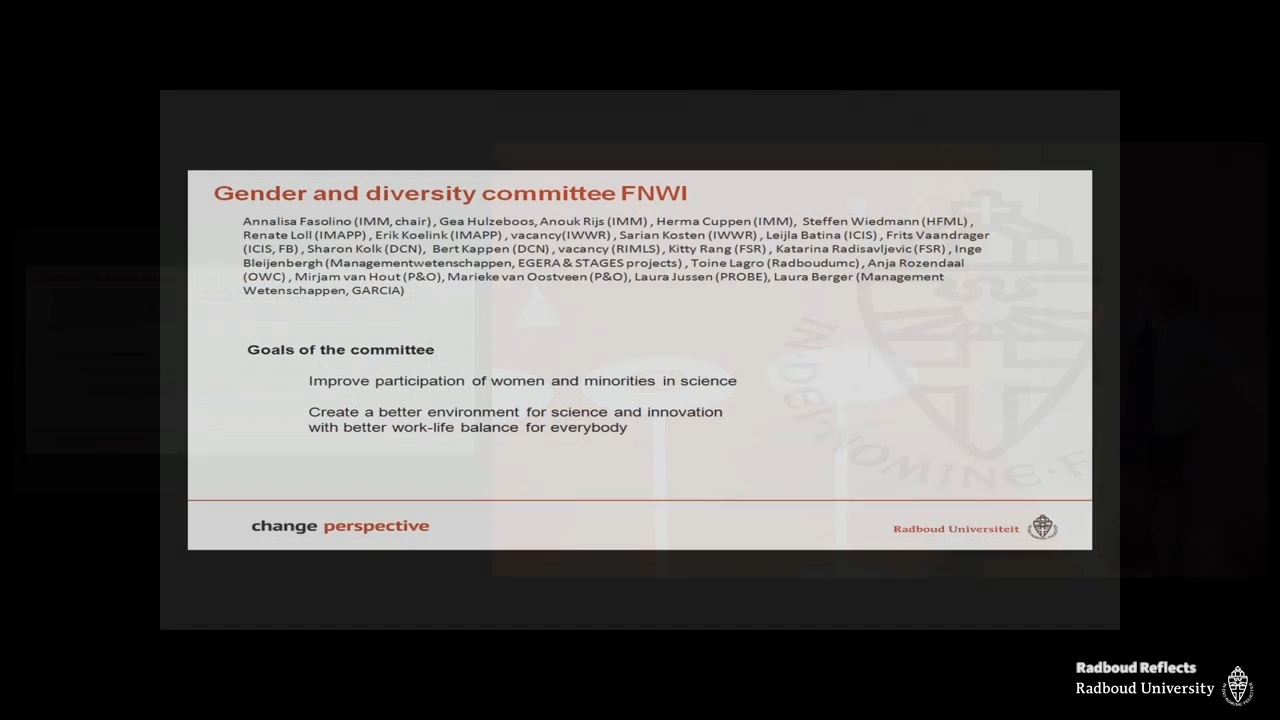 Gender and diversity committee FNWI
Annalisa Fasolino (IMM, chair) , Gea Hulzeboos, Anouk Rijs (IMM) , Herma Cuppen (IMM), Steffen Wiedmann (HFML) ,
Renate Loll (IMAPP) , Erik Koelink (IMAPP) , vacancy(IWWR) , Sarian Kosten (IWWR) , Leijla Batina (ICIS) , Frits Vaandrager
(ICIS, FB) , Sharon Kolk (DCN), Bert Kappen (DCN) , vacancy (RIMLS) , Kitty Rang (FSR) , Katarina Radisavljevic (FSR) , Inge
Bleijenbergh (Managementwetenschappen, EGERA & STAGES projects) , Toine Lagro (Radboudumc) , Anja Rozendaal
(OWC) , Mirjam van Hout (P&O), Marieke van Oostveen (P&O), Laura Jussen (PROBE), Laura Berger (Management
Wetenschappen, GARCIA)
Goals of the committee
Improve participation of women and minorities in science
Create a better environment for science and innovation
with better work-life balance for everybody
IN·DEI·NOMINE·F
change perspective
Radboud Universiteit
Radboud Reflects
Radboud University